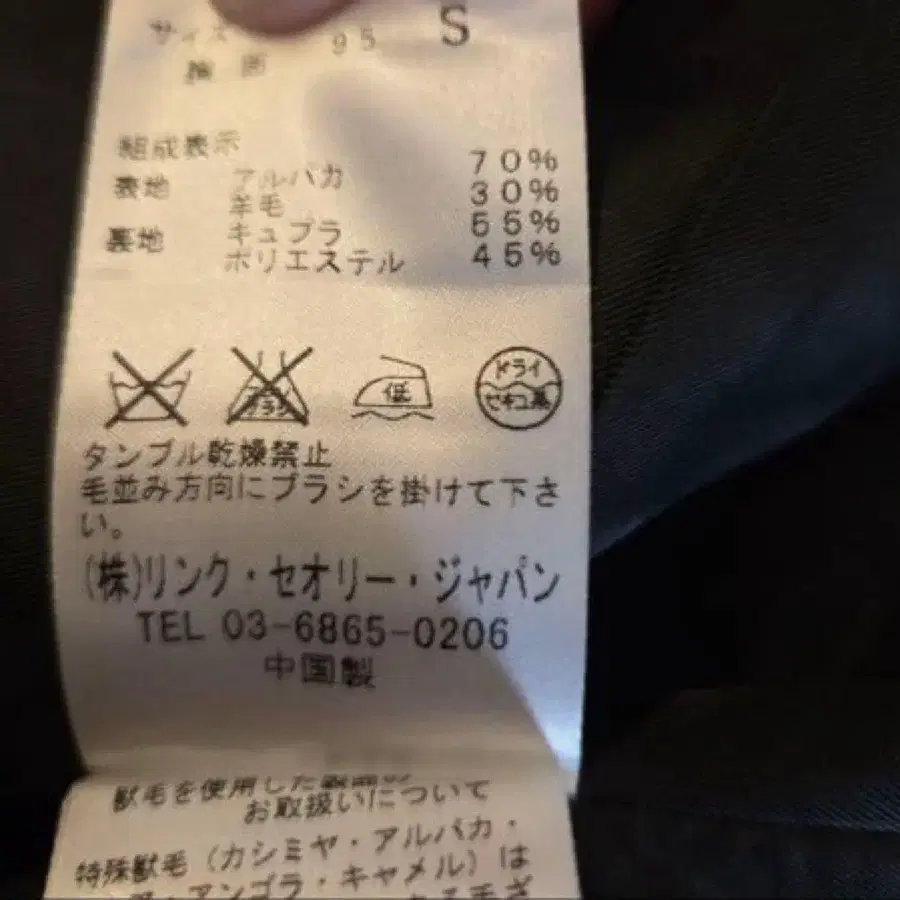 サイズ 95 S
胸囲
組成表示
表地 アルパカ 70%
羊毛 30%
裏地 キュプラ 55%
ポリエステル 45%
低 ドライ セキユ系
タンブル乾燥禁止
毛並み方向にブラシを掛けて下さ
い。
(株)リンク・セオリー・ジャパン
TEL 03-6865-0206
中国製
獣毛を使用した
お取扱いについて
特殊獣毛(カシミヤ・アルパカ・
アンゴラ・キャメル)は